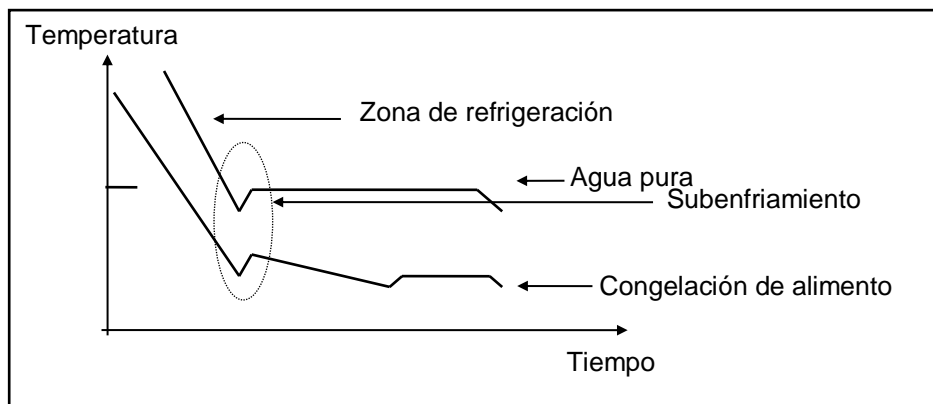 Temperatura
Zona de refrigeración
Agua pura
Subenfriamiento
Congelación de alimento
Tiempo